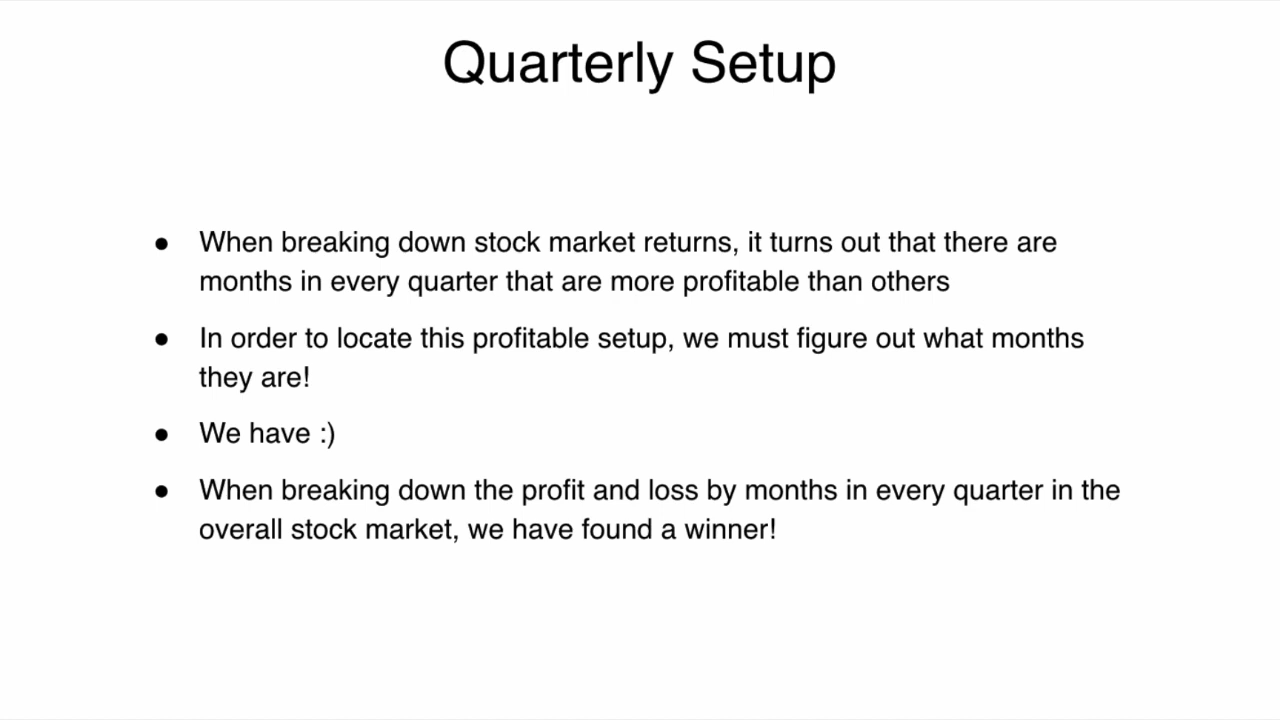 Quarterly Setup
● When breaking down stock market returns, it turns out that there are
months in every quarter that are more profitable than others
● In order to locate this profitable setup, we must figure out what months
they are!
● We have :)
● When breaking down the profit and loss by months in every quarter in the
overall stock market, we have found a winner!